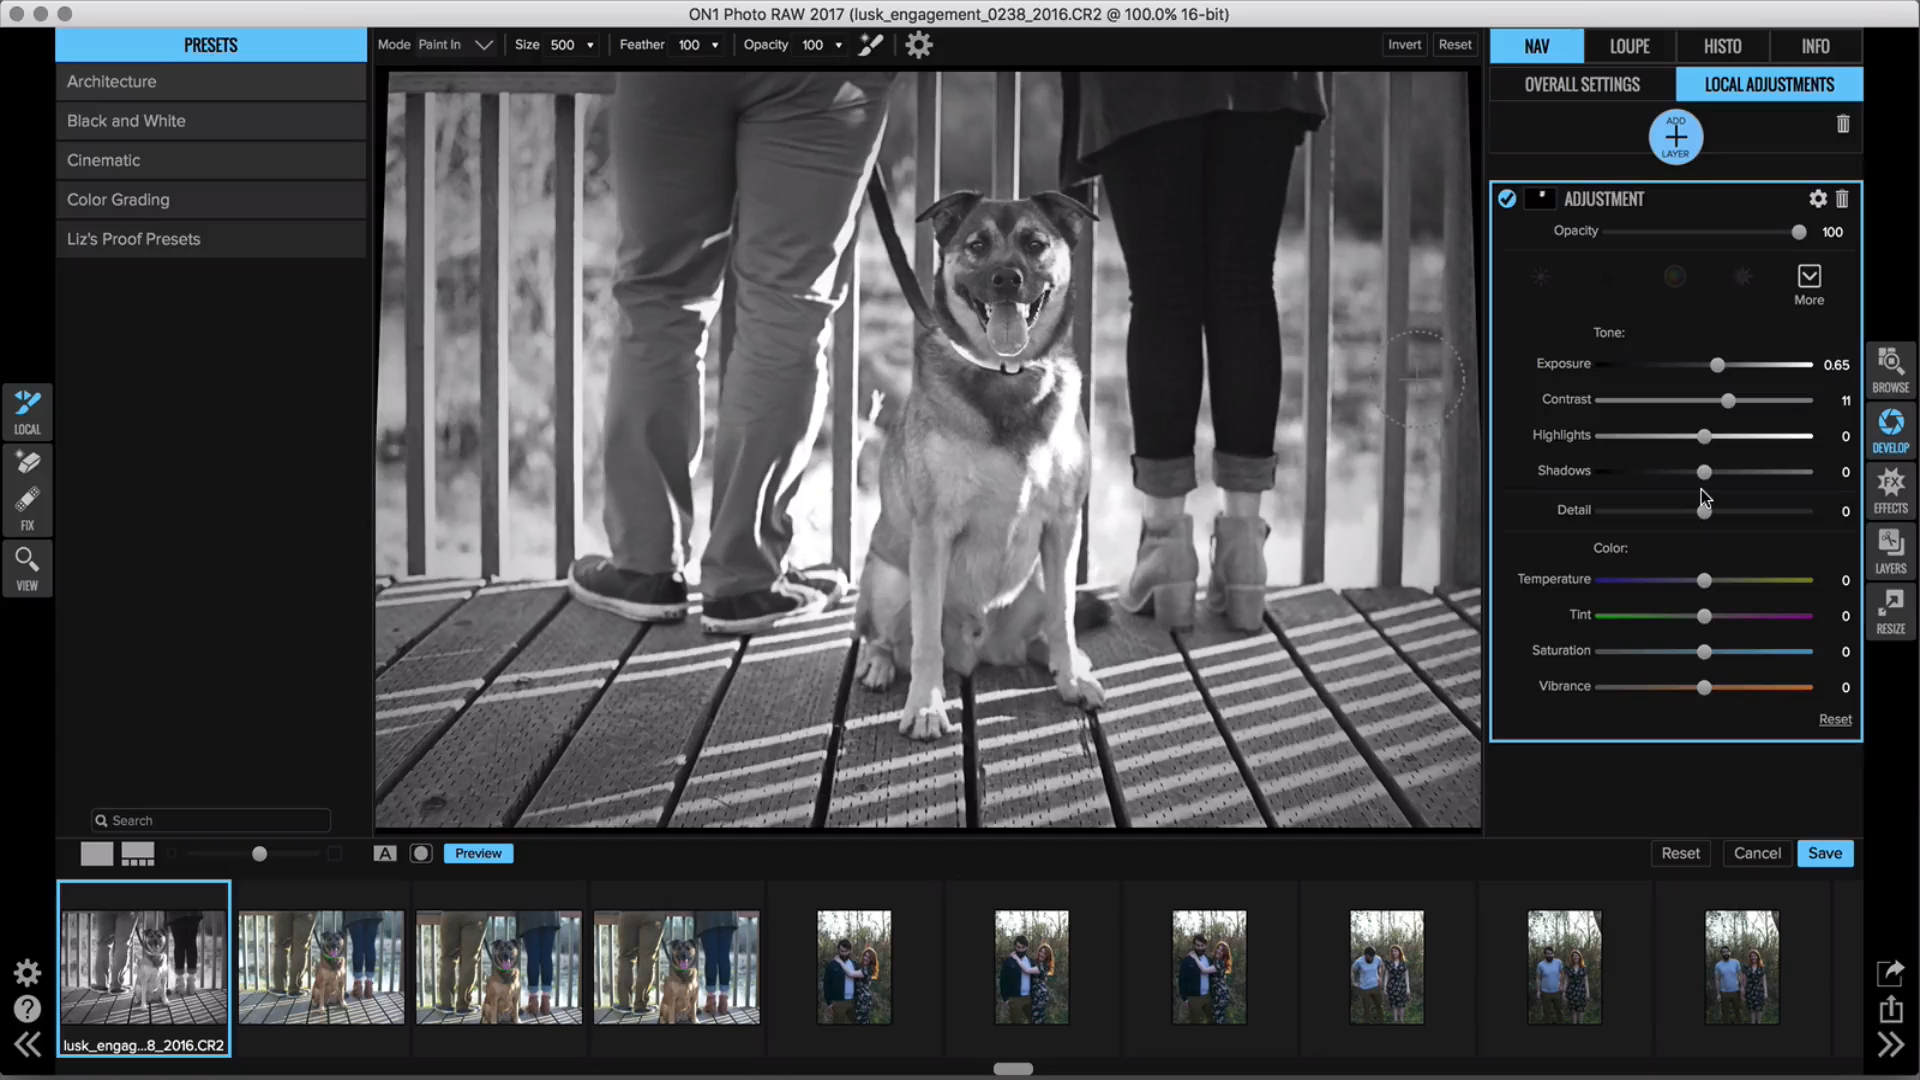 ON1 Photo RAW 2017 (lusk_engagement_0238_2016.CR2 @ 100.0% 16-bit)
PRESETS
Mode Paint In Size 500 Feather 100 Opacity 100 Invert Reset
NAV LOUPE HISTO INFO
OVERALL SETTINGS LOCAL ADJUSTMENTS
Architecture
Black and White
Cinematic
Color Grading
Liz's Proof Presets
ADD
LAYER
ADJUSTMENT
Opacity 100
More
Tone:
Exposure 0.65
Contrast 11
Highlights 0
Shadows 0
Detail 0
Color:
Temperature 0
Tint 0
Saturation 0
Vibrance 0
Reset
LOCAL
FIX
VIEW
BROWSE
DEVELOP
FX
EFFECTS
LAYERS
RESIZE
Search
A Preview Reset Cancel Save
lusk_engag...8_2016.CR2